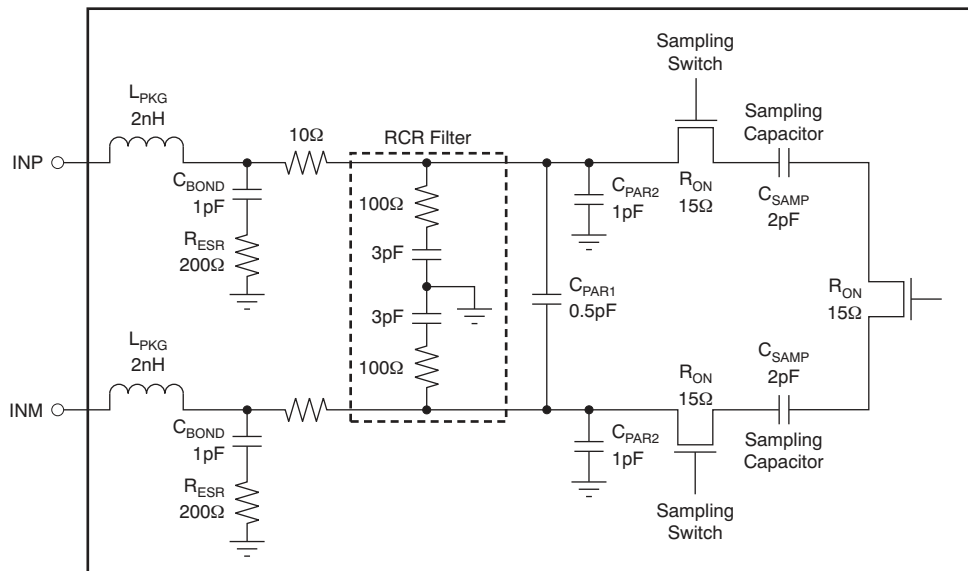 Sampling
Switch
L_PKG
2nH
Sampling
Capacitor
10Ω
RCR Filter
INP
C_BOND
1pF
100Ω
C_PAR2
1pF
R_ON
15Ω
C_SAMP
2pF
R_ESR
200Ω
3pF
C_PAR1
0.5pF
R_ON
15Ω
3pF
L_PKG
2nH
100Ω
R_ON
15Ω
C_SAMP
2pF
INM
C_BOND
1pF
C_PAR2
1pF
Sampling
Capacitor
R_ESR
200Ω
Sampling
Switch